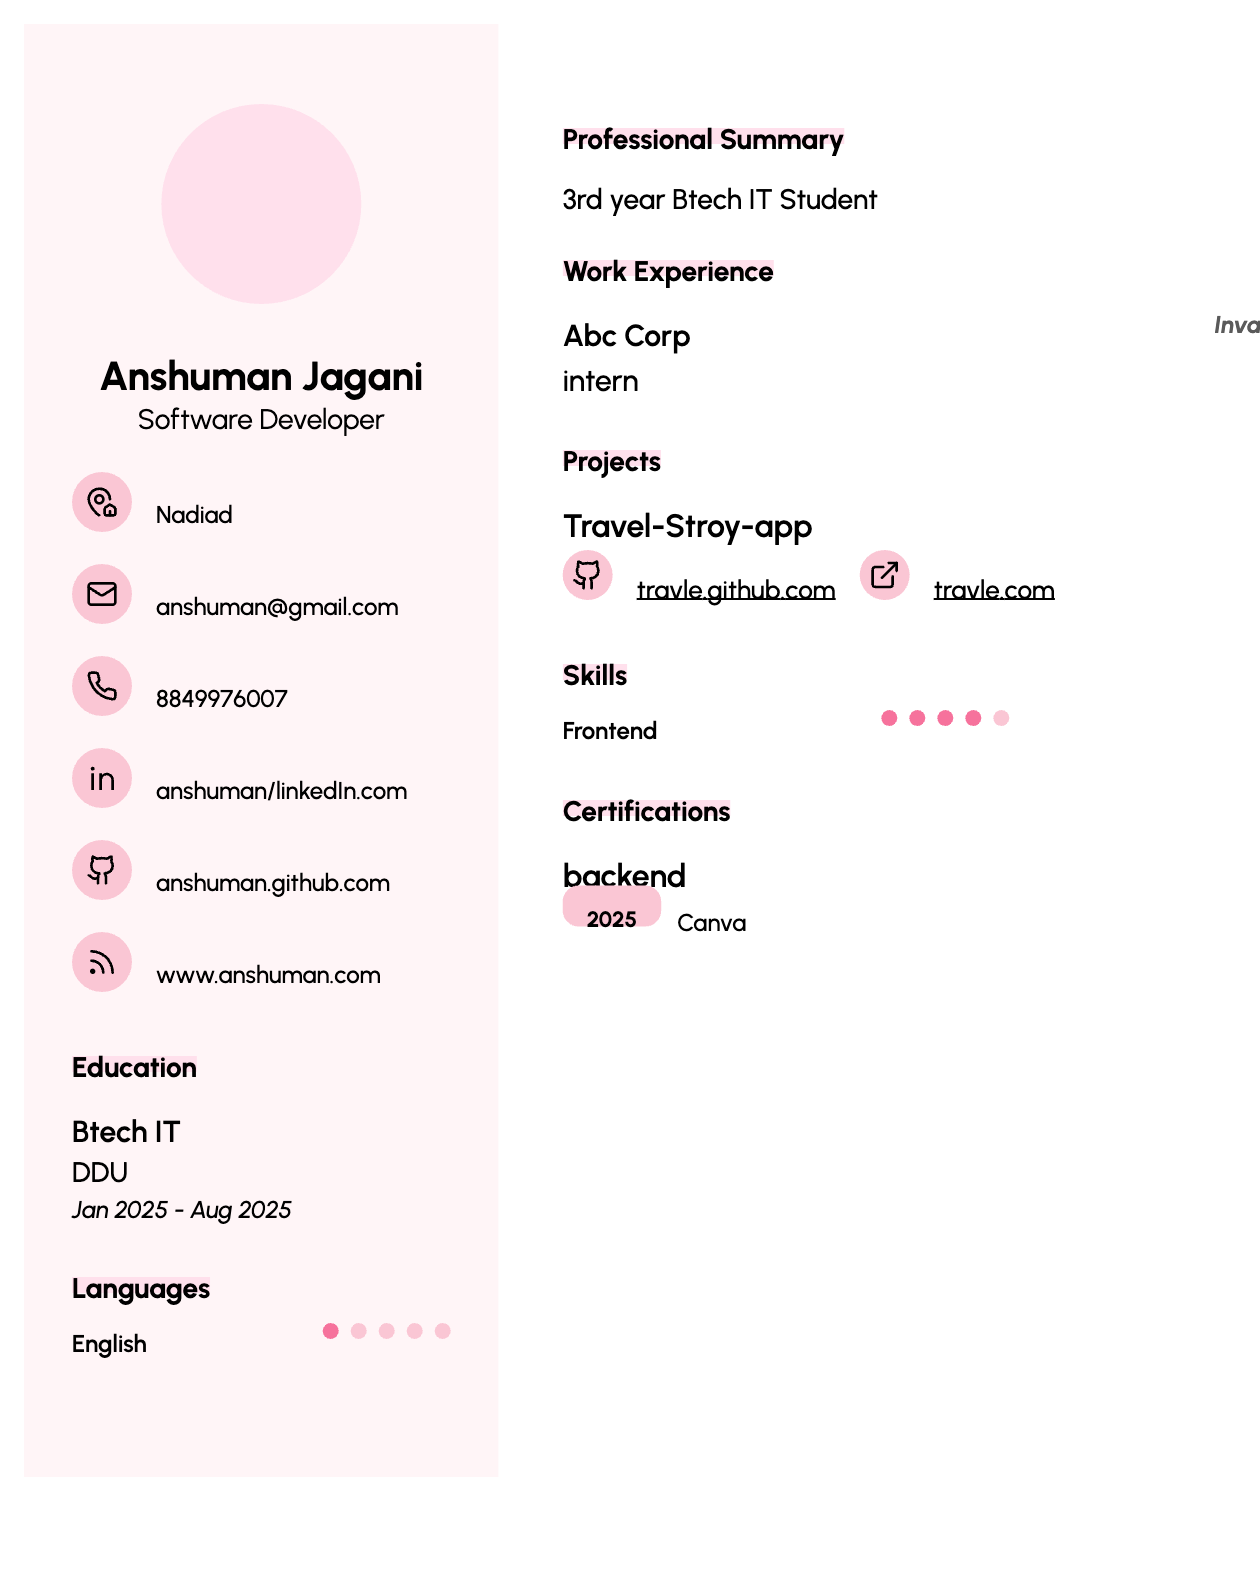 Anshuman Jagani
Software Developer
Nadiad
anshuman@gmail.com
8849976007
in
anshuman/linkedIn.com
anshuman.github.com
www.anshuman.com
Education
Btech IT
DDU
Jan 2025 - Aug 2025
Languages
English
Professional Summary
3rd year Btech IT Student
Work Experience
Abc Corp
intern
Projects
Travel-Stroy-app
travle.github.com travle.com
Skills
Frontend
Certifications
backend
2025 Canva